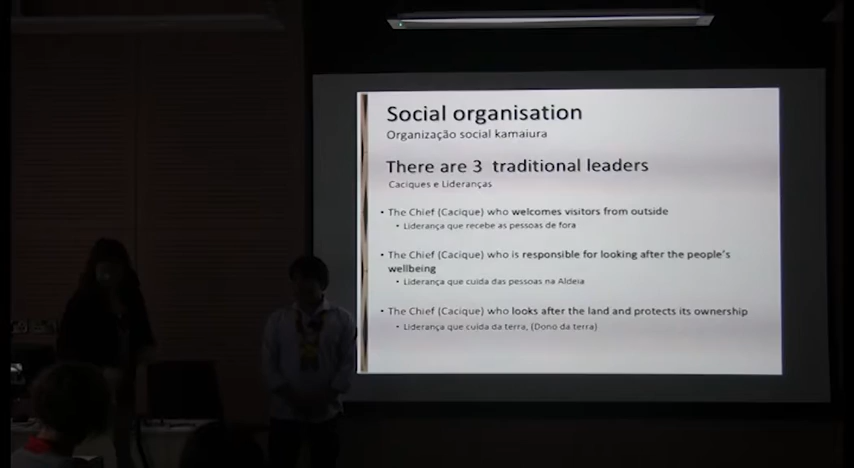 Social organisation
Organização social kamaiura
There are 3 traditional leaders
Caciques e Lideranças
• The Chief (Cacique) who welcomes visitors from outside
• Liderança que recebe as pessoas de fora
• The Chief (Cacique) who is responsible for looking after the people's
wellbeing
• Liderança que cuida das pessoas na Aldeia
• The Chief (Cacique) who looks after the land and protects its ownership
• Liderança que cuida da terra, (Dono da terra)